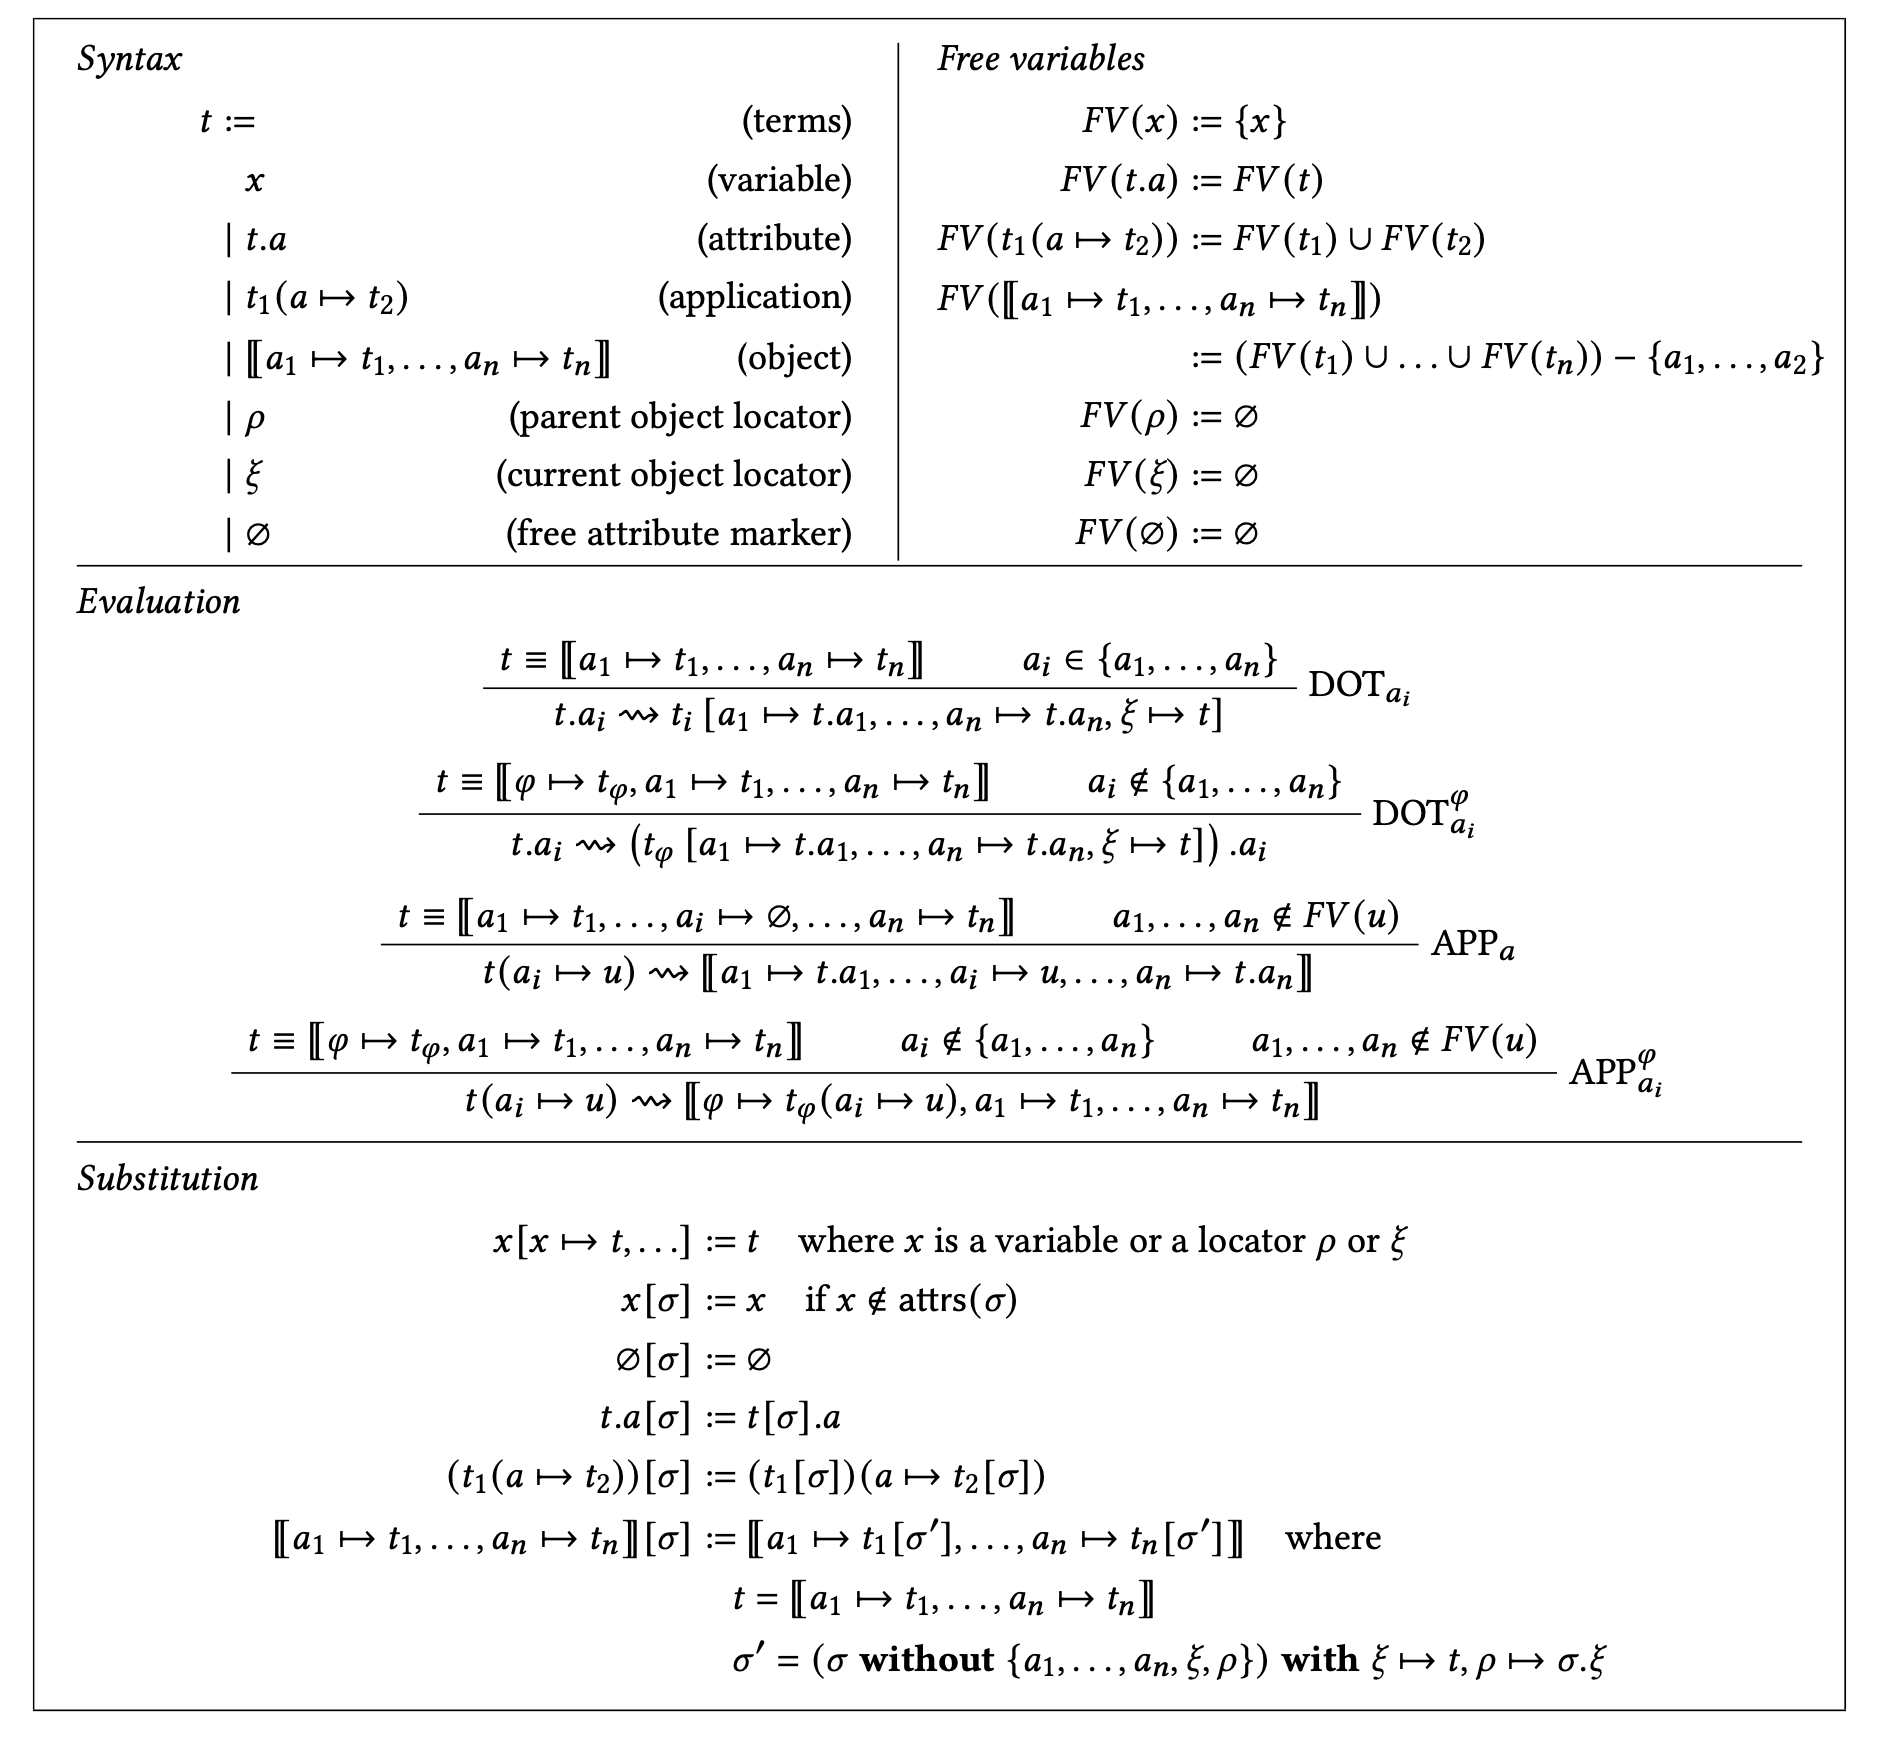 Syntax
t :=    (terms)
x    (variable)
| t.a    (attribute)
| t₁(a ↦ t₂)    (application)
| ⟦a₁ ↦ t₁, . . . , aₙ ↦ tₙ⟧    (object)
| ρ    (parent object locator)
| ξ    (current object locator)
| ∅    (free attribute marker)
Free variables
FV(x) := {x}
FV(t.a) := FV(t)
FV(t₁(a ↦ t₂)) := FV(t₁) ∪ FV(t₂)
FV(⟦a₁ ↦ t₁, . . . , aₙ ↦ tₙ⟧)
:= (FV(t₁) ∪ . . . ∪ FV(tₙ)) − {a₁, . . . , a₂}
FV(ρ) := ∅
FV(ξ) := ∅
FV(∅) := ∅
Evaluation
t ≡ ⟦a₁ ↦ t₁, . . . , aₙ ↦ tₙ⟧    aᵢ ∈ {a₁, . . . , aₙ}
DOT_{aᵢ}
t.aᵢ ⇝ tᵢ [a₁ ↦ t.a₁, . . . , aₙ ↦ t.aₙ, ξ ↦ t]
t ≡ ⟦φ ↦ t_φ, a₁ ↦ t₁, . . . , aₙ ↦ tₙ⟧    aᵢ ∉ {a₁, . . . , aₙ}
DOT^φ_{aᵢ}
t.aᵢ ⇝ (t_φ [a₁ ↦ t.a₁, . . . , aₙ ↦ t.aₙ, ξ ↦ t]) .aᵢ
t ≡ ⟦a₁ ↦ t₁, . . . , aᵢ ↦ ∅, . . . , aₙ ↦ tₙ⟧    a₁, . . . , aₙ ∉ FV(u)
APPₐ
t(aᵢ ↦ u) ⇝ ⟦a₁ ↦ t.a₁, . . . , aᵢ ↦ u, . . . , aₙ ↦ t.aₙ⟧
t ≡ ⟦φ ↦ t_φ, a₁ ↦ t₁, . . . , aₙ ↦ tₙ⟧    aᵢ ∉ {a₁, . . . , aₙ}    a₁, . . . , aₙ ∉ FV(u)
APP^φ_{aᵢ}
t(aᵢ ↦ u) ⇝ ⟦φ ↦ t_φ(aᵢ ↦ u), a₁ ↦ t₁, . . . , aₙ ↦ tₙ⟧
Substitution
x[x ↦ t, . . .] := t    where x is a variable or a locator ρ or ξ
x[σ] := x    if x ∉ attrs(σ)
∅[σ] := ∅
t.a[σ] := t[σ].a
(t₁(a ↦ t₂))[σ] := (t₁[σ])(a ↦ t₂[σ])
⟦a₁ ↦ t₁, . . . , aₙ ↦ tₙ⟧[σ] := ⟦a₁ ↦ t₁[σ′], . . . , aₙ ↦ tₙ[σ′]⟧    where
t = ⟦a₁ ↦ t₁, . . . , aₙ ↦ tₙ⟧
σ′ = (σ without {a₁, . . . , aₙ, ξ, ρ}) with ξ ↦ t, ρ ↦ σ.ξ